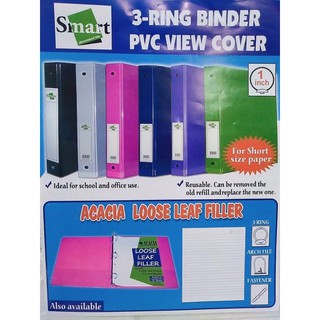 Smart
3-RING BINDER
PVC VIEW COVER
1
inch
For Short
size paper
✓ Ideal for school and office use.
✓ Reusable. Can be removed the
old refill and replace the new one.
ACACIA LOOSE LEAF FILLER
3-RING
ARCH FILE
FASTENER
ACACIA
LOOSE
LEAF
FILLER
Also available